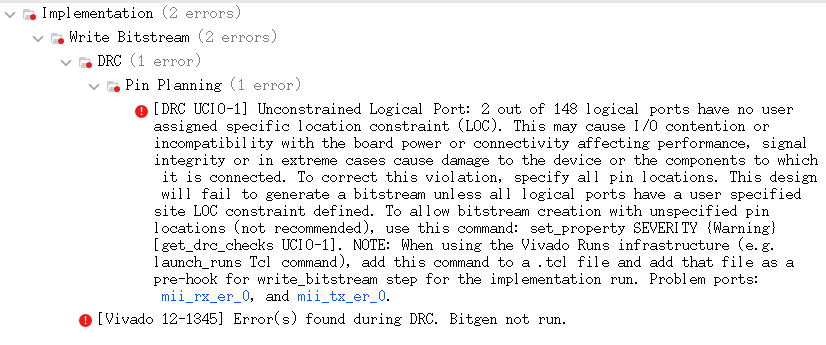 Implementation (2 errors)
Write Bitstream (2 errors)
DRC (1 error)
Pin Planning (1 error)
[DRC UCIO-1] Unconstrained Logical Port: 2 out of 148 logical ports have no user
assigned specific location constraint (LOC). This may cause I/O contention or
incompatibility with the board power or connectivity affecting performance, signal
integrity or in extreme cases cause damage to the device or the components to which
it is connected. To correct this violation, specify all pin locations. This design
will fail to generate a bitstream unless all logical ports have a user specified
site LOC constraint defined. To allow bitstream creation with unspecified pin
locations (not recommended), use this command: set_property SEVERITY {Warning}
[get_drc_checks UCIO-1]. NOTE: When using the Vivado Runs infrastructure (e.g.
launch_runs Tcl command), add this command to a .tcl file and add that file as a
pre-hook for write_bitstream step for the implementation run. Problem ports:
mii_rx_er_0, and mii_tx_er_0.
[Vivado 12-1345] Error(s) found during DRC. Bitgen not run.